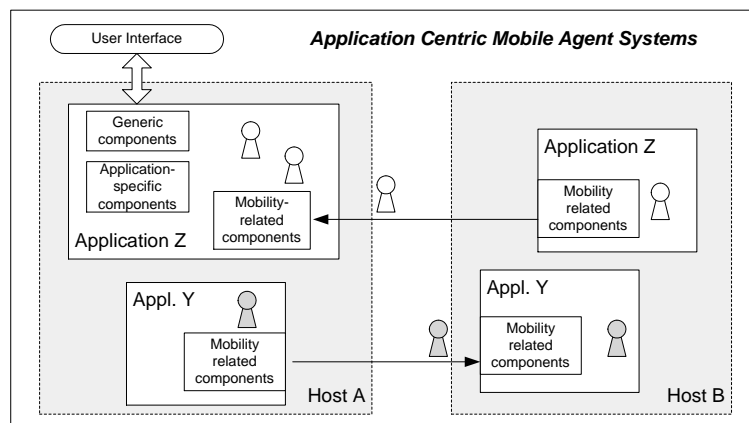 User Interface
Application Centric Mobile Agent Systems
Generic
components
Application-
specific
components
Mobility-
related
components
Application Z
Appl. Y
Mobility
related
components
Host A
Application Z
Mobility
related
components
Appl. Y
Mobility
related
components
Host B